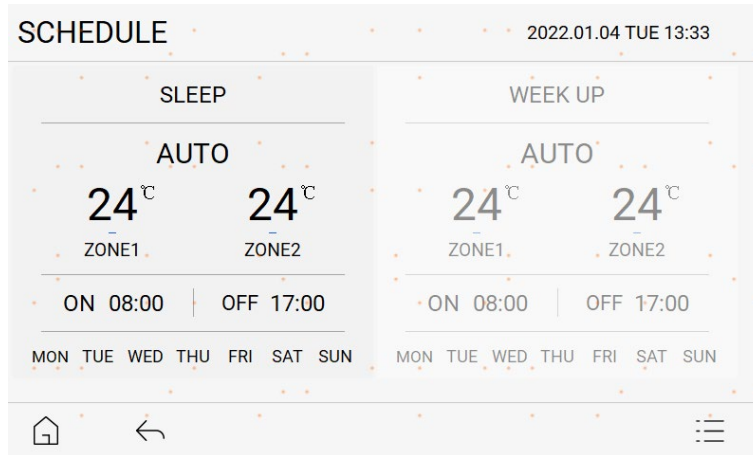 SCHEDULE 2022.01.04 TUE 13:33
SLEEP
AUTO
24℃ 24℃
ZONE1 ZONE2
ON 08:00 OFF 17:00
MON TUE WED THU FRI SAT SUN
WEEK UP
AUTO
24℃ 24℃
ZONE1 ZONE2
ON 08:00 OFF 17:00
MON TUE WED THU FRI SAT SUN